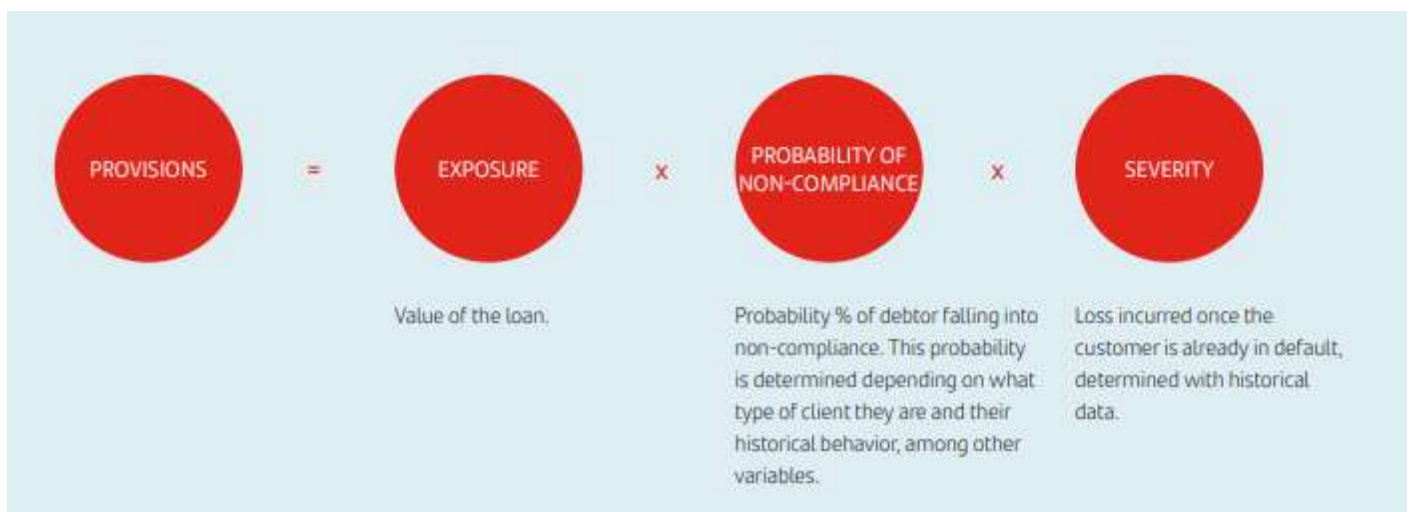 PROVISIONS
=
EXPOSURE
x
PROBABILITY OF
NON-COMPLIANCE
x
SEVERITY
Value of the loan.
Probability % of debtor falling into
non-compliance. This probability
is determined depending on what
type of client they are and their
historical behavior, among other
variables.
Loss incurred once the
customer is already in default,
determined with historical
data.